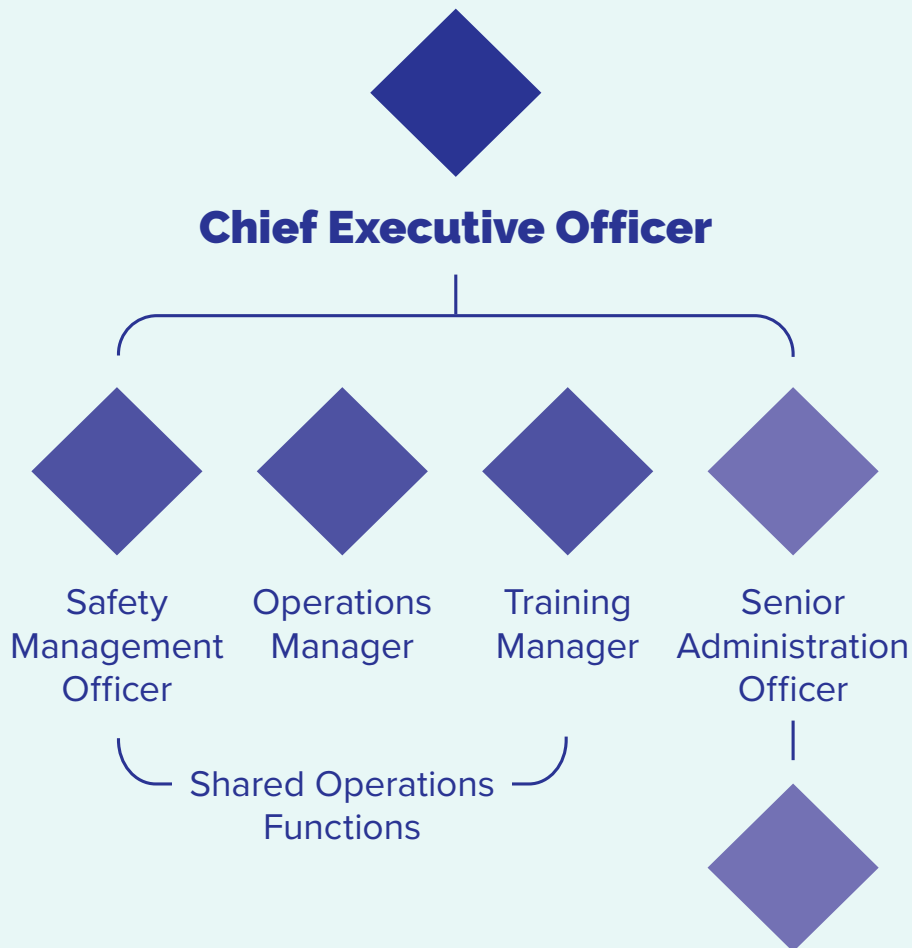 Chief Executive Officer
Safety
Management
Officer
Operations
Manager
Training
Manager
Senior
Administration
Officer
Shared Operations
Functions